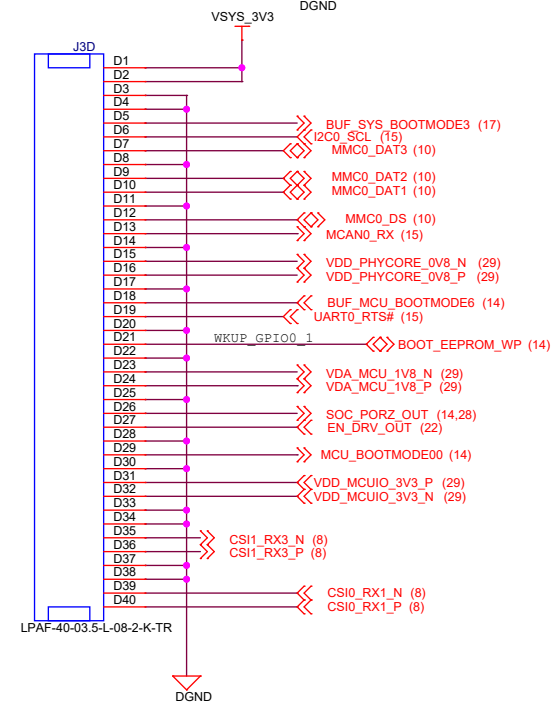 DGND
VSYS_3V3
J3D
D1
D2
D3
D4
D5 BUF_SYS_BOOTMODE3 (17)
D6 I2C0_SCL (15)
D7 MMC0_DAT3 (10)
D8
D9 MMC0_DAT2 (10)
D10 MMC0_DAT1 (10)
D11
D12 MMC0_DS (10)
D13 MCAN0_RX (15)
D14
D15 VDD_PHYCORE_0V8_N (29)
D16 VDD_PHYCORE_0V8_P (29)
D17
D18 BUF_MCU_BOOTMODE6 (14)
D19 UART0_RTS# (15)
D20
D21 WKUP_GPIO0_1 BOOT_EEPROM_WP (14)
D22
D23 VDA_MCU_1V8_N (29)
D24 VDA_MCU_1V8_P (29)
D25
D26 SOC_PORZ_OUT (14,28)
D27 EN_DRV_OUT (22)
D28
D29 MCU_BOOTMODE00 (14)
D30
D31 VDD_MCUIO_3V3_P (29)
D32 VDD_MCUIO_3V3_N (29)
D33
D34
D35 CSI1_RX3_N (8)
D36 CSI1_RX3_P (8)
D37
D38
D39 CSI0_RX1_N (8)
D40 CSI0_RX1_P (8)
LPAF-40-03.5-L-08-2-K-TR
DGND